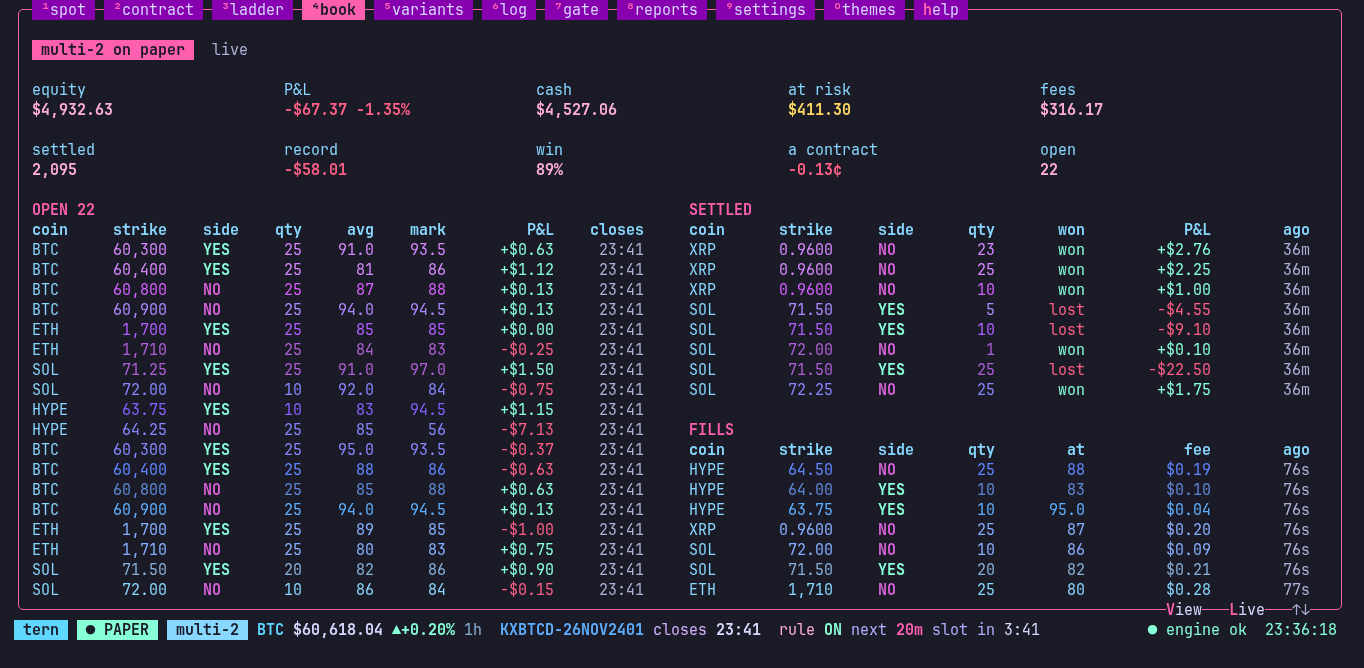 ¹spot ²contract ³ladder ⁴book ⁵variants ⁶log ⁷gate ⁸reports ⁹settings ⁰themes help
multi-2 on paper live
equity P&L cash at risk fees
$4,932.63 -$67.37 -1.35% $4,527.06 $411.30 $316.17
settled record win a contract open
2,095 -$58.01 89% -0.13¢ 22
OPEN 22 SETTLED
coin strike side qty avg mark P&L closes coin strike side qty won P&L ago
BTC 60,300 YES 25 91.0 93.5 +$0.63 23:41 XRP 0.9600 NO 23 won +$2.76 36m
BTC 60,400 YES 25 81 86 +$1.12 23:41 XRP 0.9600 NO 25 won +$2.25 36m
BTC 60,800 NO 25 87 88 +$0.13 23:41 XRP 0.9600 NO 10 won +$1.00 36m
BTC 60,900 NO 25 94.0 94.5 +$0.13 23:41 SOL 71.50 YES 5 lost -$4.55 36m
ETH 1,700 YES 25 85 85 +$0.00 23:41 SOL 71.50 YES 10 lost -$9.10 36m
ETH 1,710 NO 25 84 83 -$0.25 23:41 SOL 72.00 NO 1 won +$0.10 36m
SOL 71.25 YES 25 91.0 97.0 +$1.50 23:41 SOL 71.50 YES 25 lost -$22.50 36m
SOL 72.00 NO 10 92.0 84 -$0.75 23:41 SOL 72.25 NO 25 won +$1.75 36m
HYPE 63.75 YES 10 83 94.5 +$1.15 23:41
HYPE 64.25 NO 25 85 56 -$7.13 23:41 FILLS
BTC 60,300 YES 25 95.0 93.5 -$0.37 23:41 coin strike side qty at fee ago
BTC 60,400 YES 25 88 86 -$0.63 23:41 HYPE 64.50 NO 25 88 $0.19 76s
BTC 60,800 NO 25 85 88 +$0.63 23:41 HYPE 64.00 YES 10 83 $0.10 76s
BTC 60,900 NO 25 94.0 94.5 +$0.13 23:41 HYPE 63.75 YES 10 95.0 $0.04 76s
ETH 1,700 YES 25 89 85 -$1.00 23:41 XRP 0.9600 NO 25 87 $0.20 76s
ETH 1,710 NO 25 80 83 +$0.75 23:41 SOL 72.00 NO 10 86 $0.09 76s
SOL 71.50 YES 20 82 86 +$0.90 23:41 SOL 71.50 YES 20 82 $0.21 76s
SOL 72.00 NO 10 86 84 -$0.15 23:41 ETH 1,710 NO 25 80 $0.28 77s
View Live ↑↓
tern ● PAPER multi-2 BTC $60,618.04 ▲+0.20% 1h KXBTCD-26NOV2401 closes 23:41 rule ON next 20m slot in 3:41 ● engine ok 23:36:18